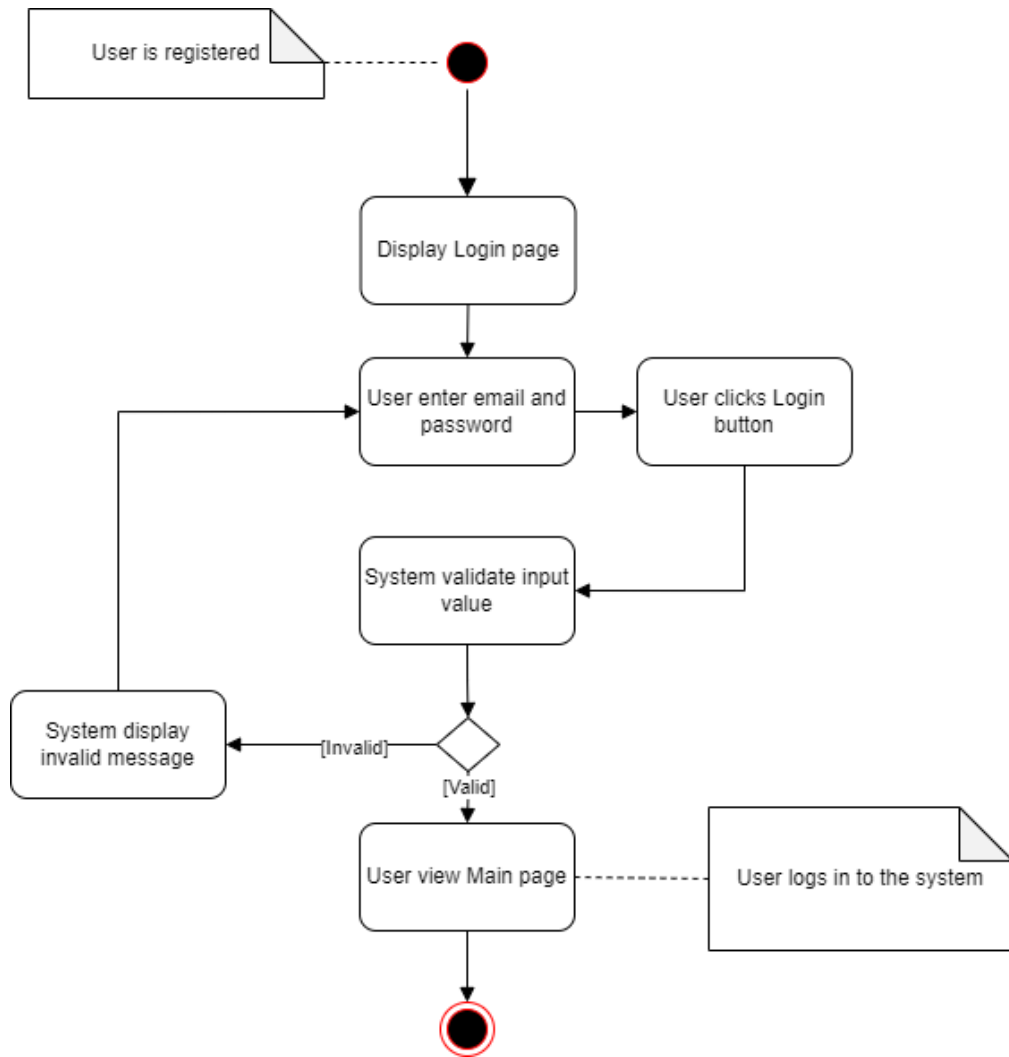 User is registered
Display Login page
User enter email and
password
User clicks Login
button
System validate input
value
System display
invalid message
[Invalid]
[Valid]
User view Main page
User logs in to the system